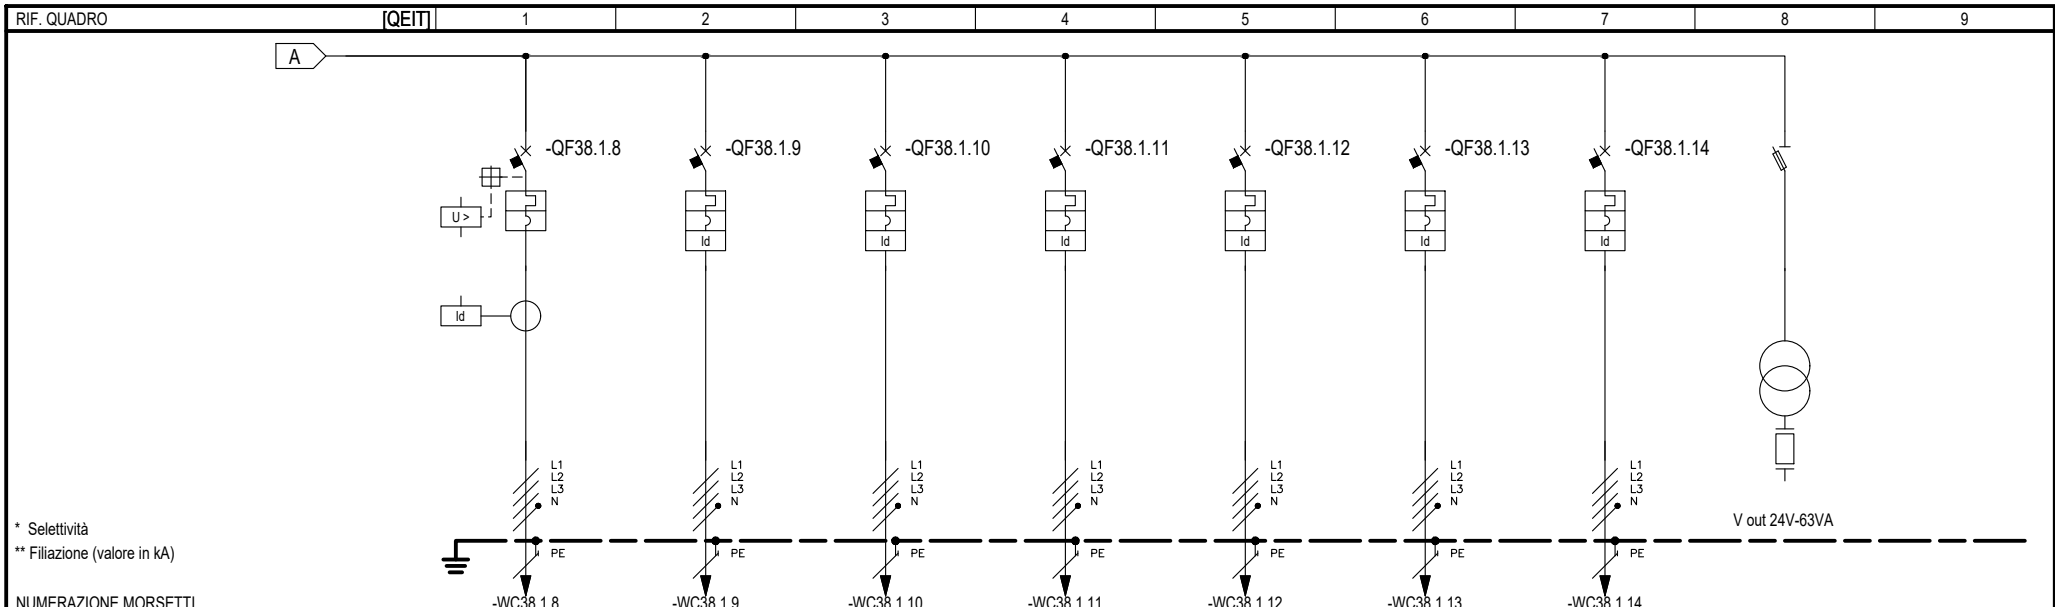 RIF. QUADRO [QEIT] 1 2 3 4 5 6 7 8 9
A
-QF38.1.8 -QF38.1.9 -QF38.1.10 -QF38.1.11 -QF38.1.12 -QF38.1.13 -QF38.1.14
U >
Id Id Id Id Id Id
Id
L1 L1 L1 L1 L1 L1 L1
L2 L2 L2 L2 L2 L2 L2
L3 L3 L3 L3 L3 L3 L3
N N N N N N N
V out 24V-63VA
* Selettività
** Filiazione (valore in kA)
PE PE PE PE PE PE PE
NUMERAZIONE MORSETTI -WC38.1.8 -WC38.1.9 -WC38.1.10 -WC38.1.11 -WC38.1.12 -WC38.1.13 -WC38.1.14